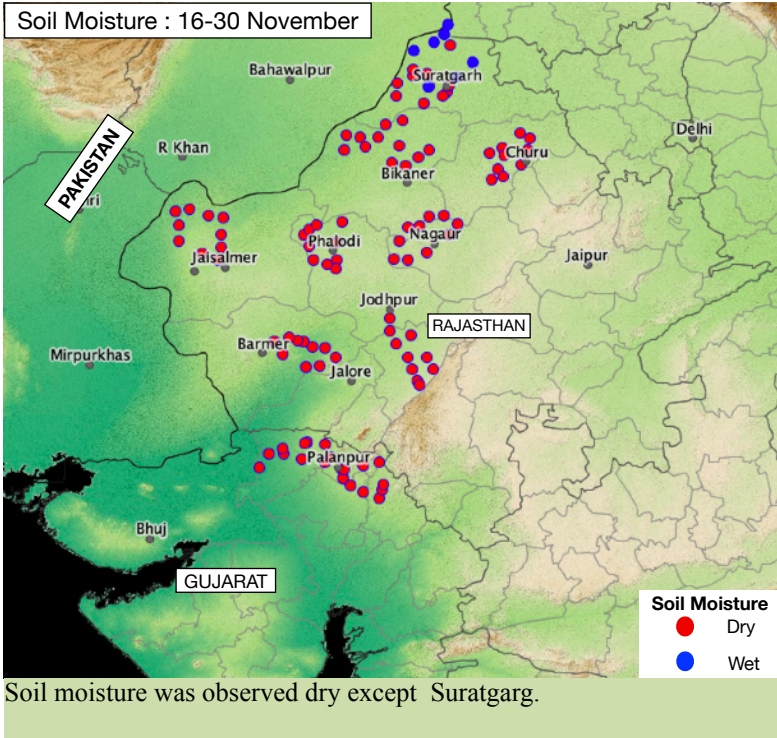 Soil Moisture : 16-30 November
Bahawalpur
Suratgarh
Delhi
PAKISTAN
R Khan
Churu
Bikaner
Phalodi
Nagaur
Jaisalmer
Jaipur
Jodhpur
RAJASTHAN
Barmer
Mirpurkhas
Jalore
Palanpur
Bhuj
GUJARAT
Soil Moisture
Dry
Wet
Soil moisture was observed dry except Suratgarg.